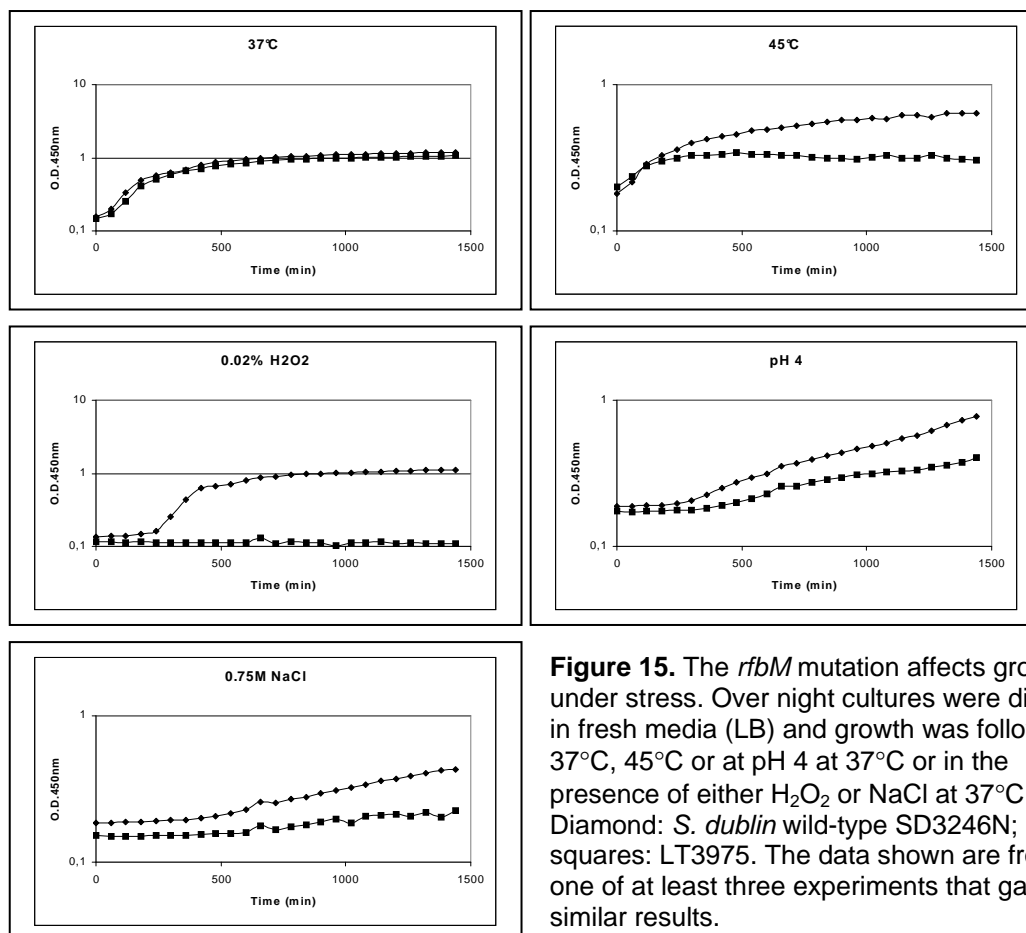 37°C
10
1
0,1
O.D.450nm
0
500
1000
1500
Time (min)
45°C
1
0,1
O.D.450nm
0
500
1000
1500
Time (min)
0.02% H2O2
10
1
0,1
O.D.450nm
0
500
1000
1500
Time (min)
pH 4
1
0,1
O.D.450nm
0
500
1000
1500
Time (min)
0.75M NaCl
1
0,1
O.D.450nm
0
500
1000
1500
Time (min)
Figure 15. The rfbM mutation affects
under stress. Over night cultures were
in fresh media (LB) and growth was
37°C, 45°C or at pH 4 at 37°C or in the
presence of either H₂O₂ or NaCl at 37°C
Diamond: S. dublin wild-type SD3246N;
squares: LT3975. The data shown are
one of at least three experiments that
similar results.